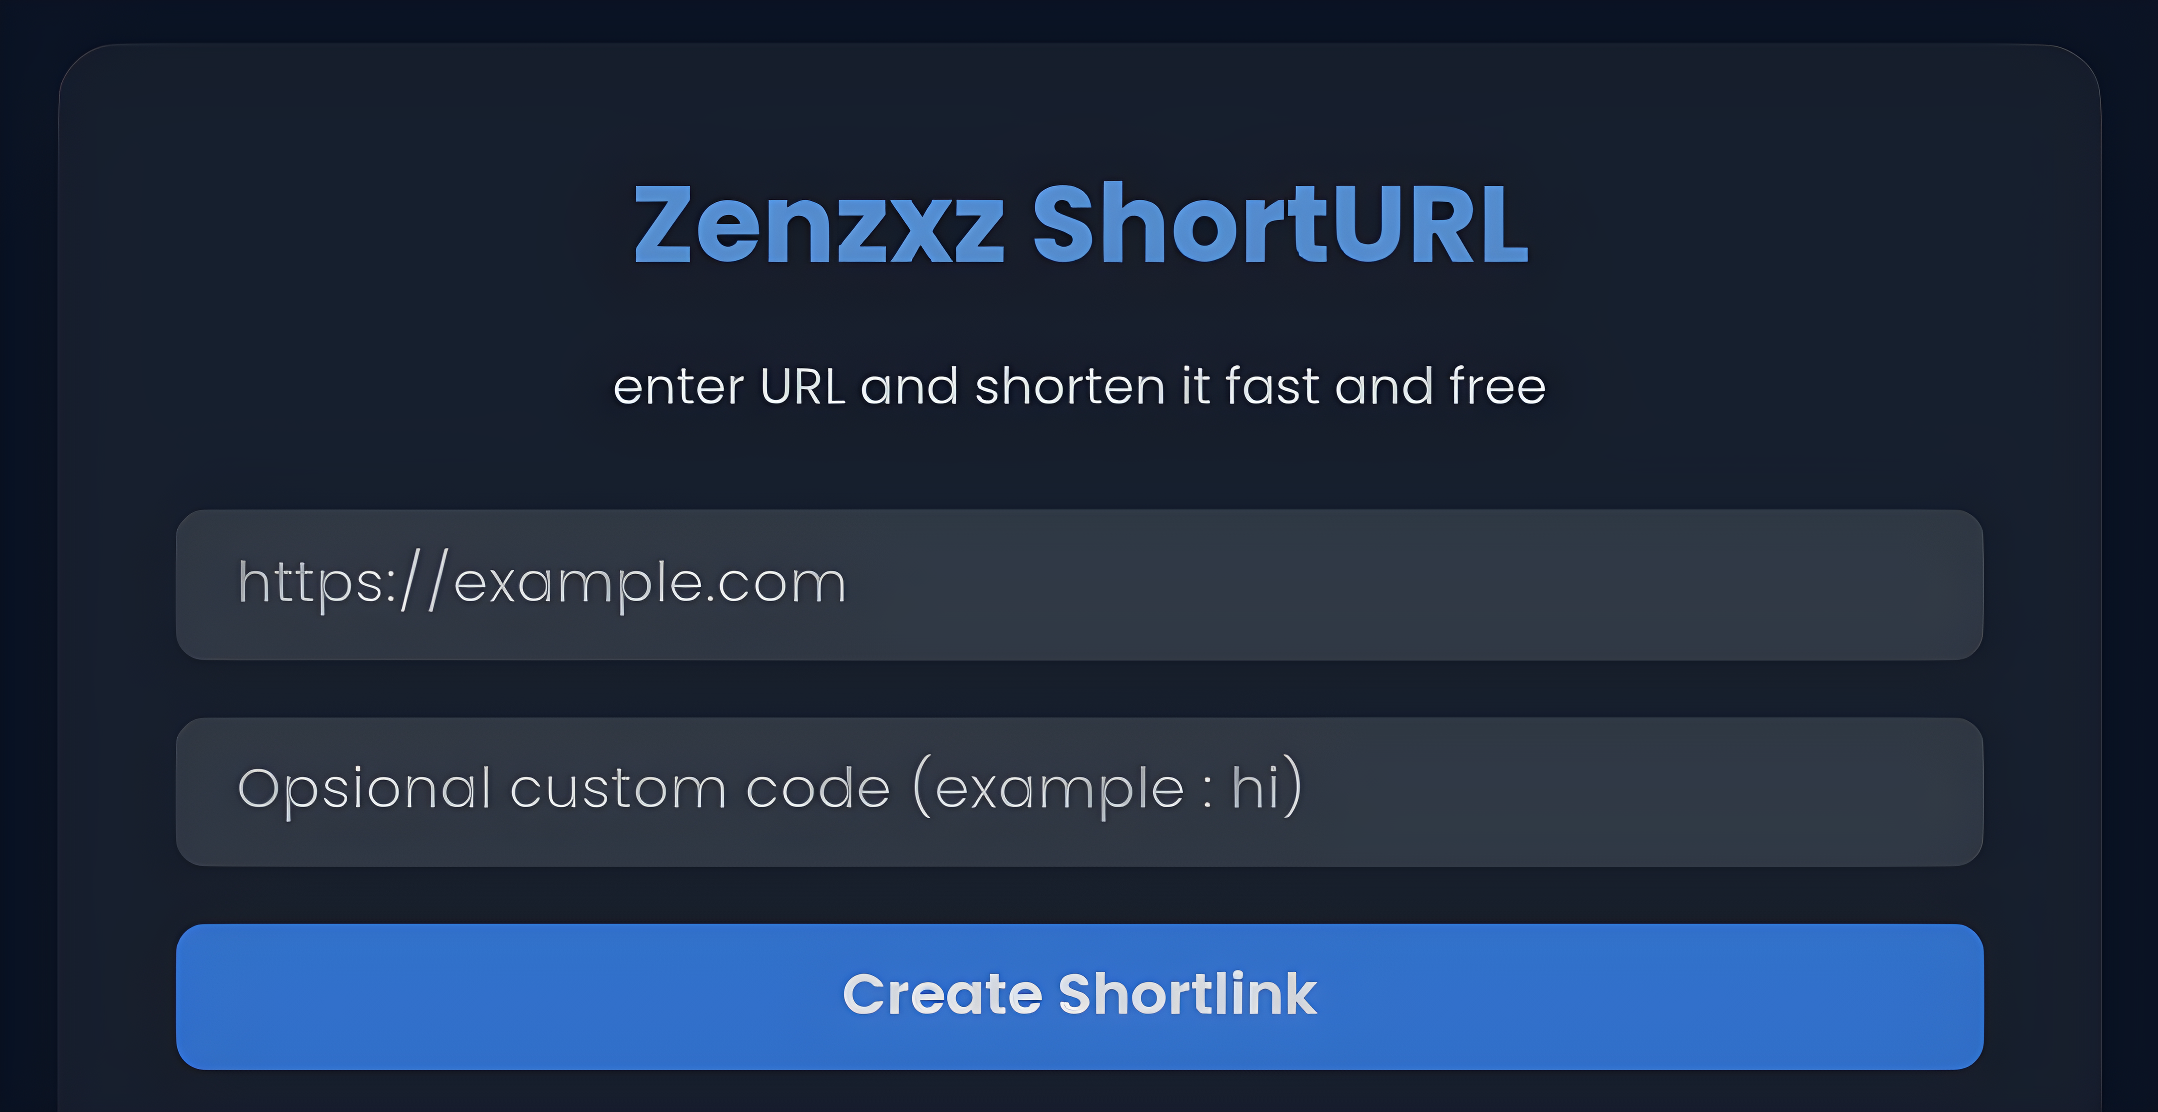 Zenzxz ShortURL
enter URL and shorten it fast and free
https://example.com
Opsional custom code (example : hi)
Create Shortlink